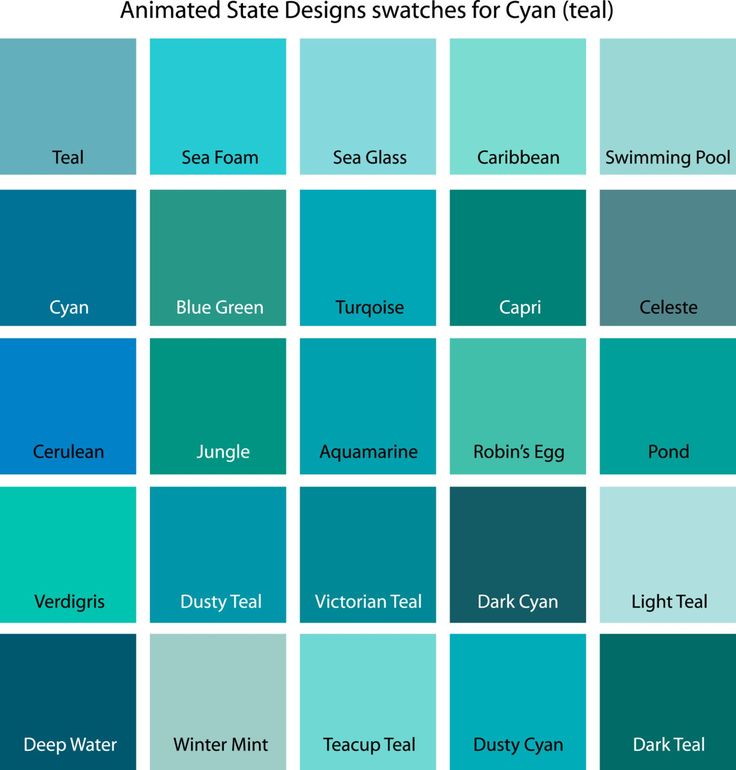 Animated State Designs swatches for Cyan (teal)
Teal Sea Foam Sea Glass Caribbean Swimming Pool
Cyan Blue Green Turqoise Capri Celeste
Cerulean Jungle Aquamarine Robin’s Egg Pond
Verdigris Dusty Teal Victorian Teal Dark Cyan Light Teal
Deep Water Winter Mint Teacup Teal Dusty Cyan Dark Teal